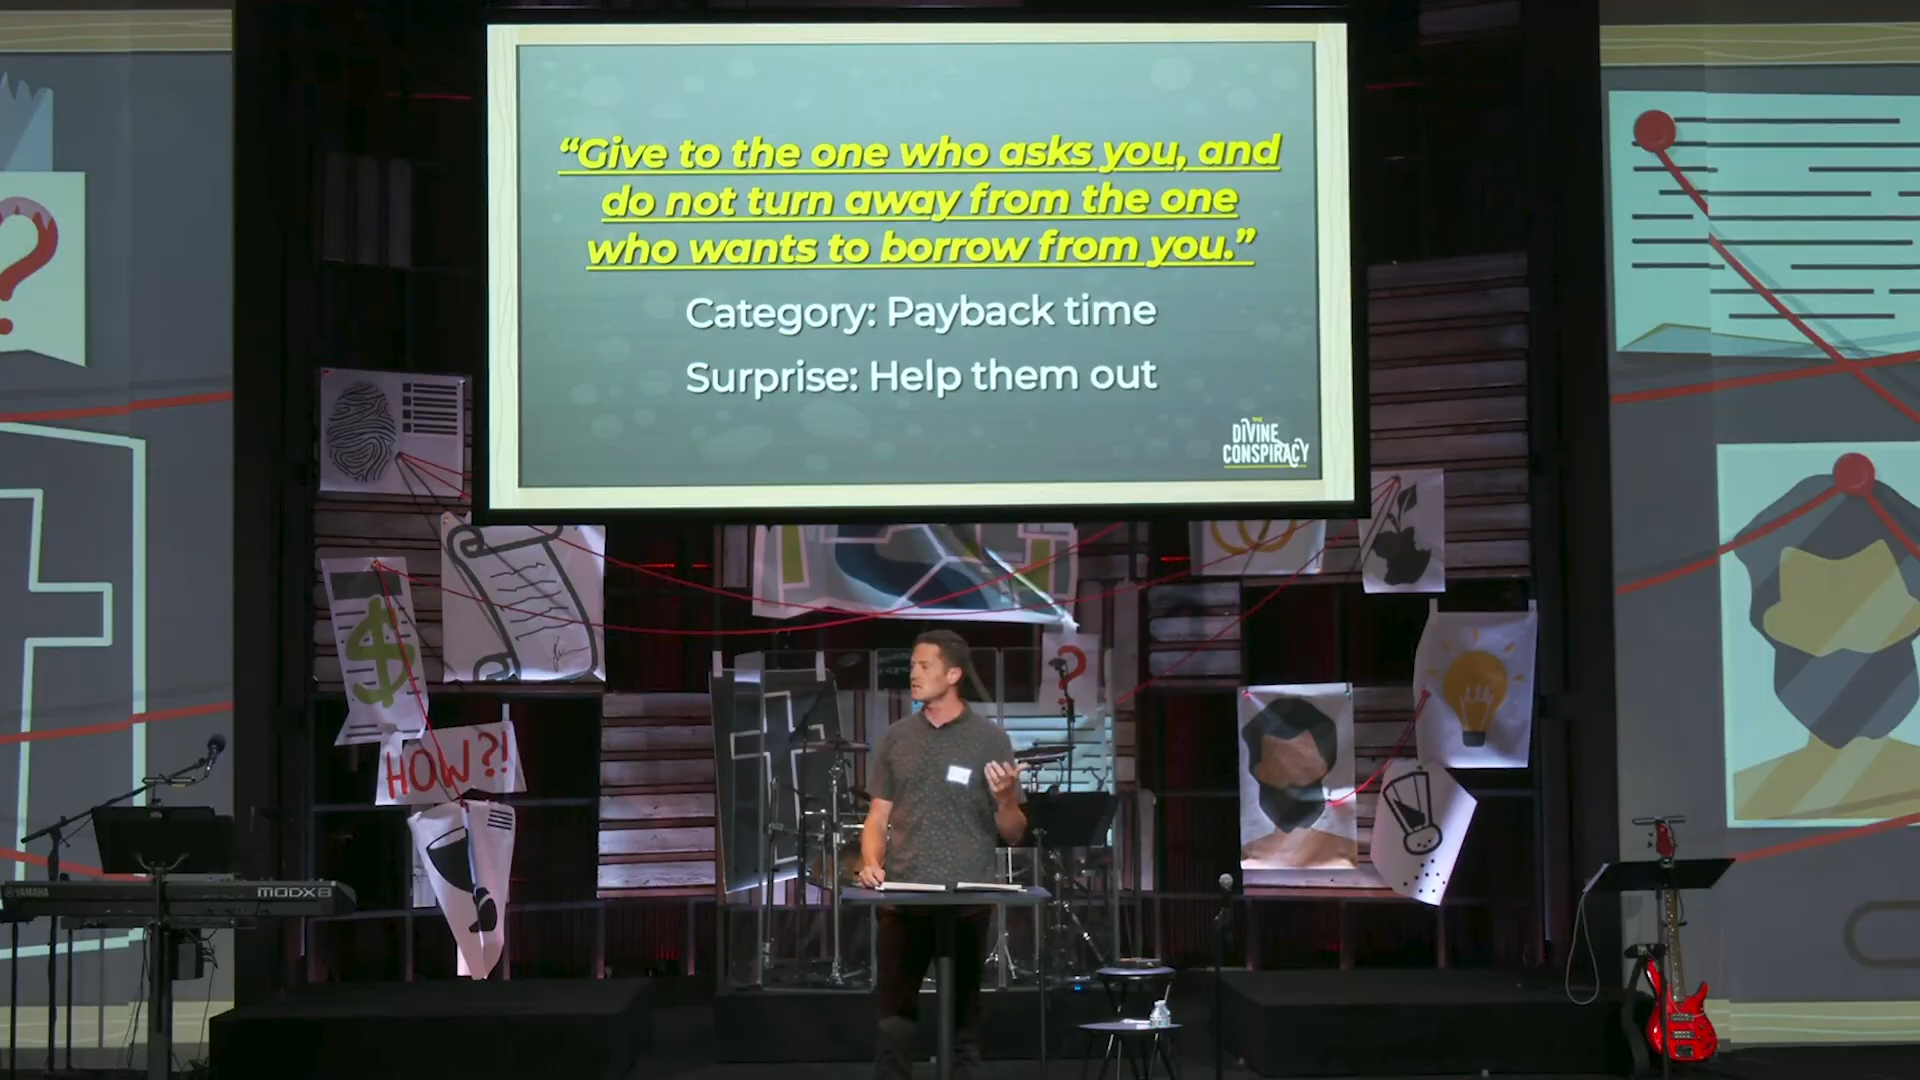 “Give to the one who asks you, and
do not turn away from the one
who wants to borrow from you.”
Category: Payback time
Surprise: Help them out
THE
DIVINE
CONSPIRACY
?
$
?
HOW?!
YAMAHA
MODX8